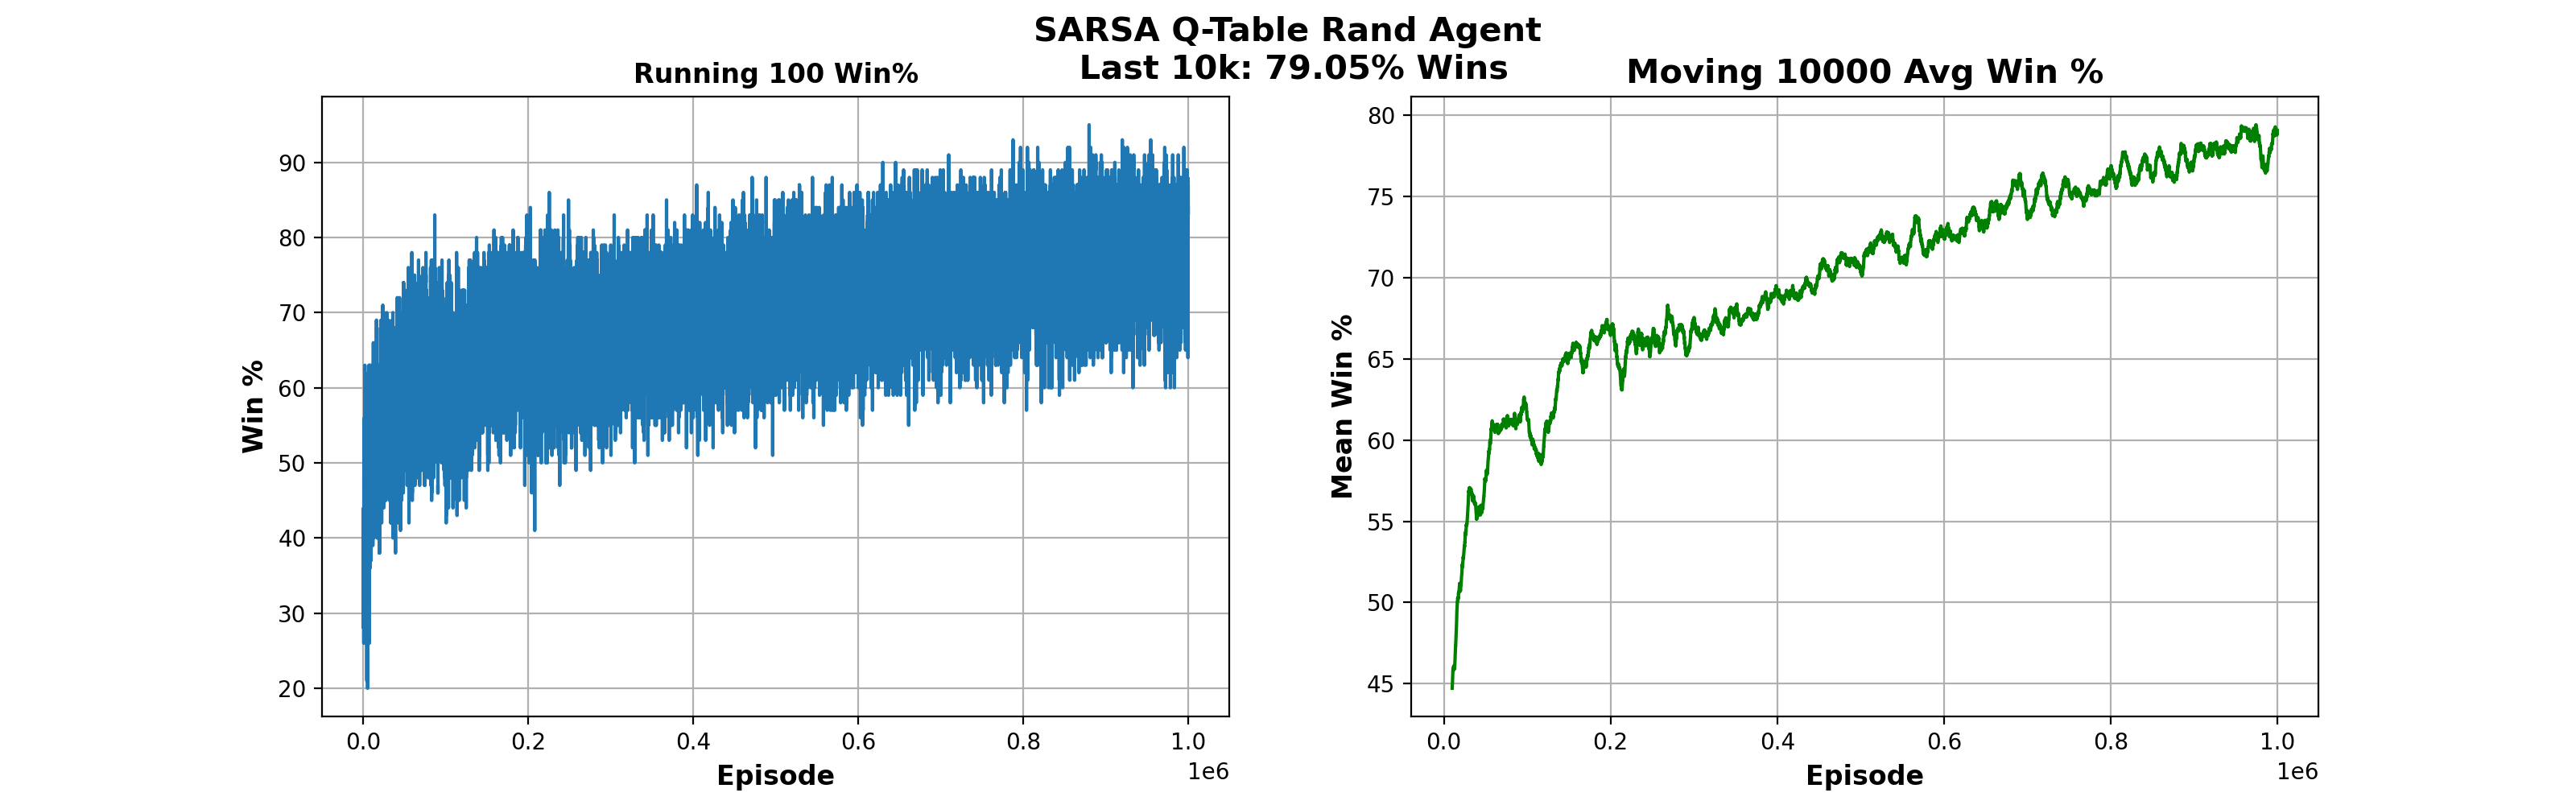 SARSA Q-Table Rand Agent
Last 10k: 79.05% Wins
Running 100 Win%
Win %
90
80
70
60
50
40
30
20
0.0 0.2 0.4 0.6 0.8 1.0
1e6
Episode
Moving 10000 Avg Win %
Mean Win %
80
75
70
65
60
55
50
45
0.0 0.2 0.4 0.6 0.8 1.0
1e6
Episode